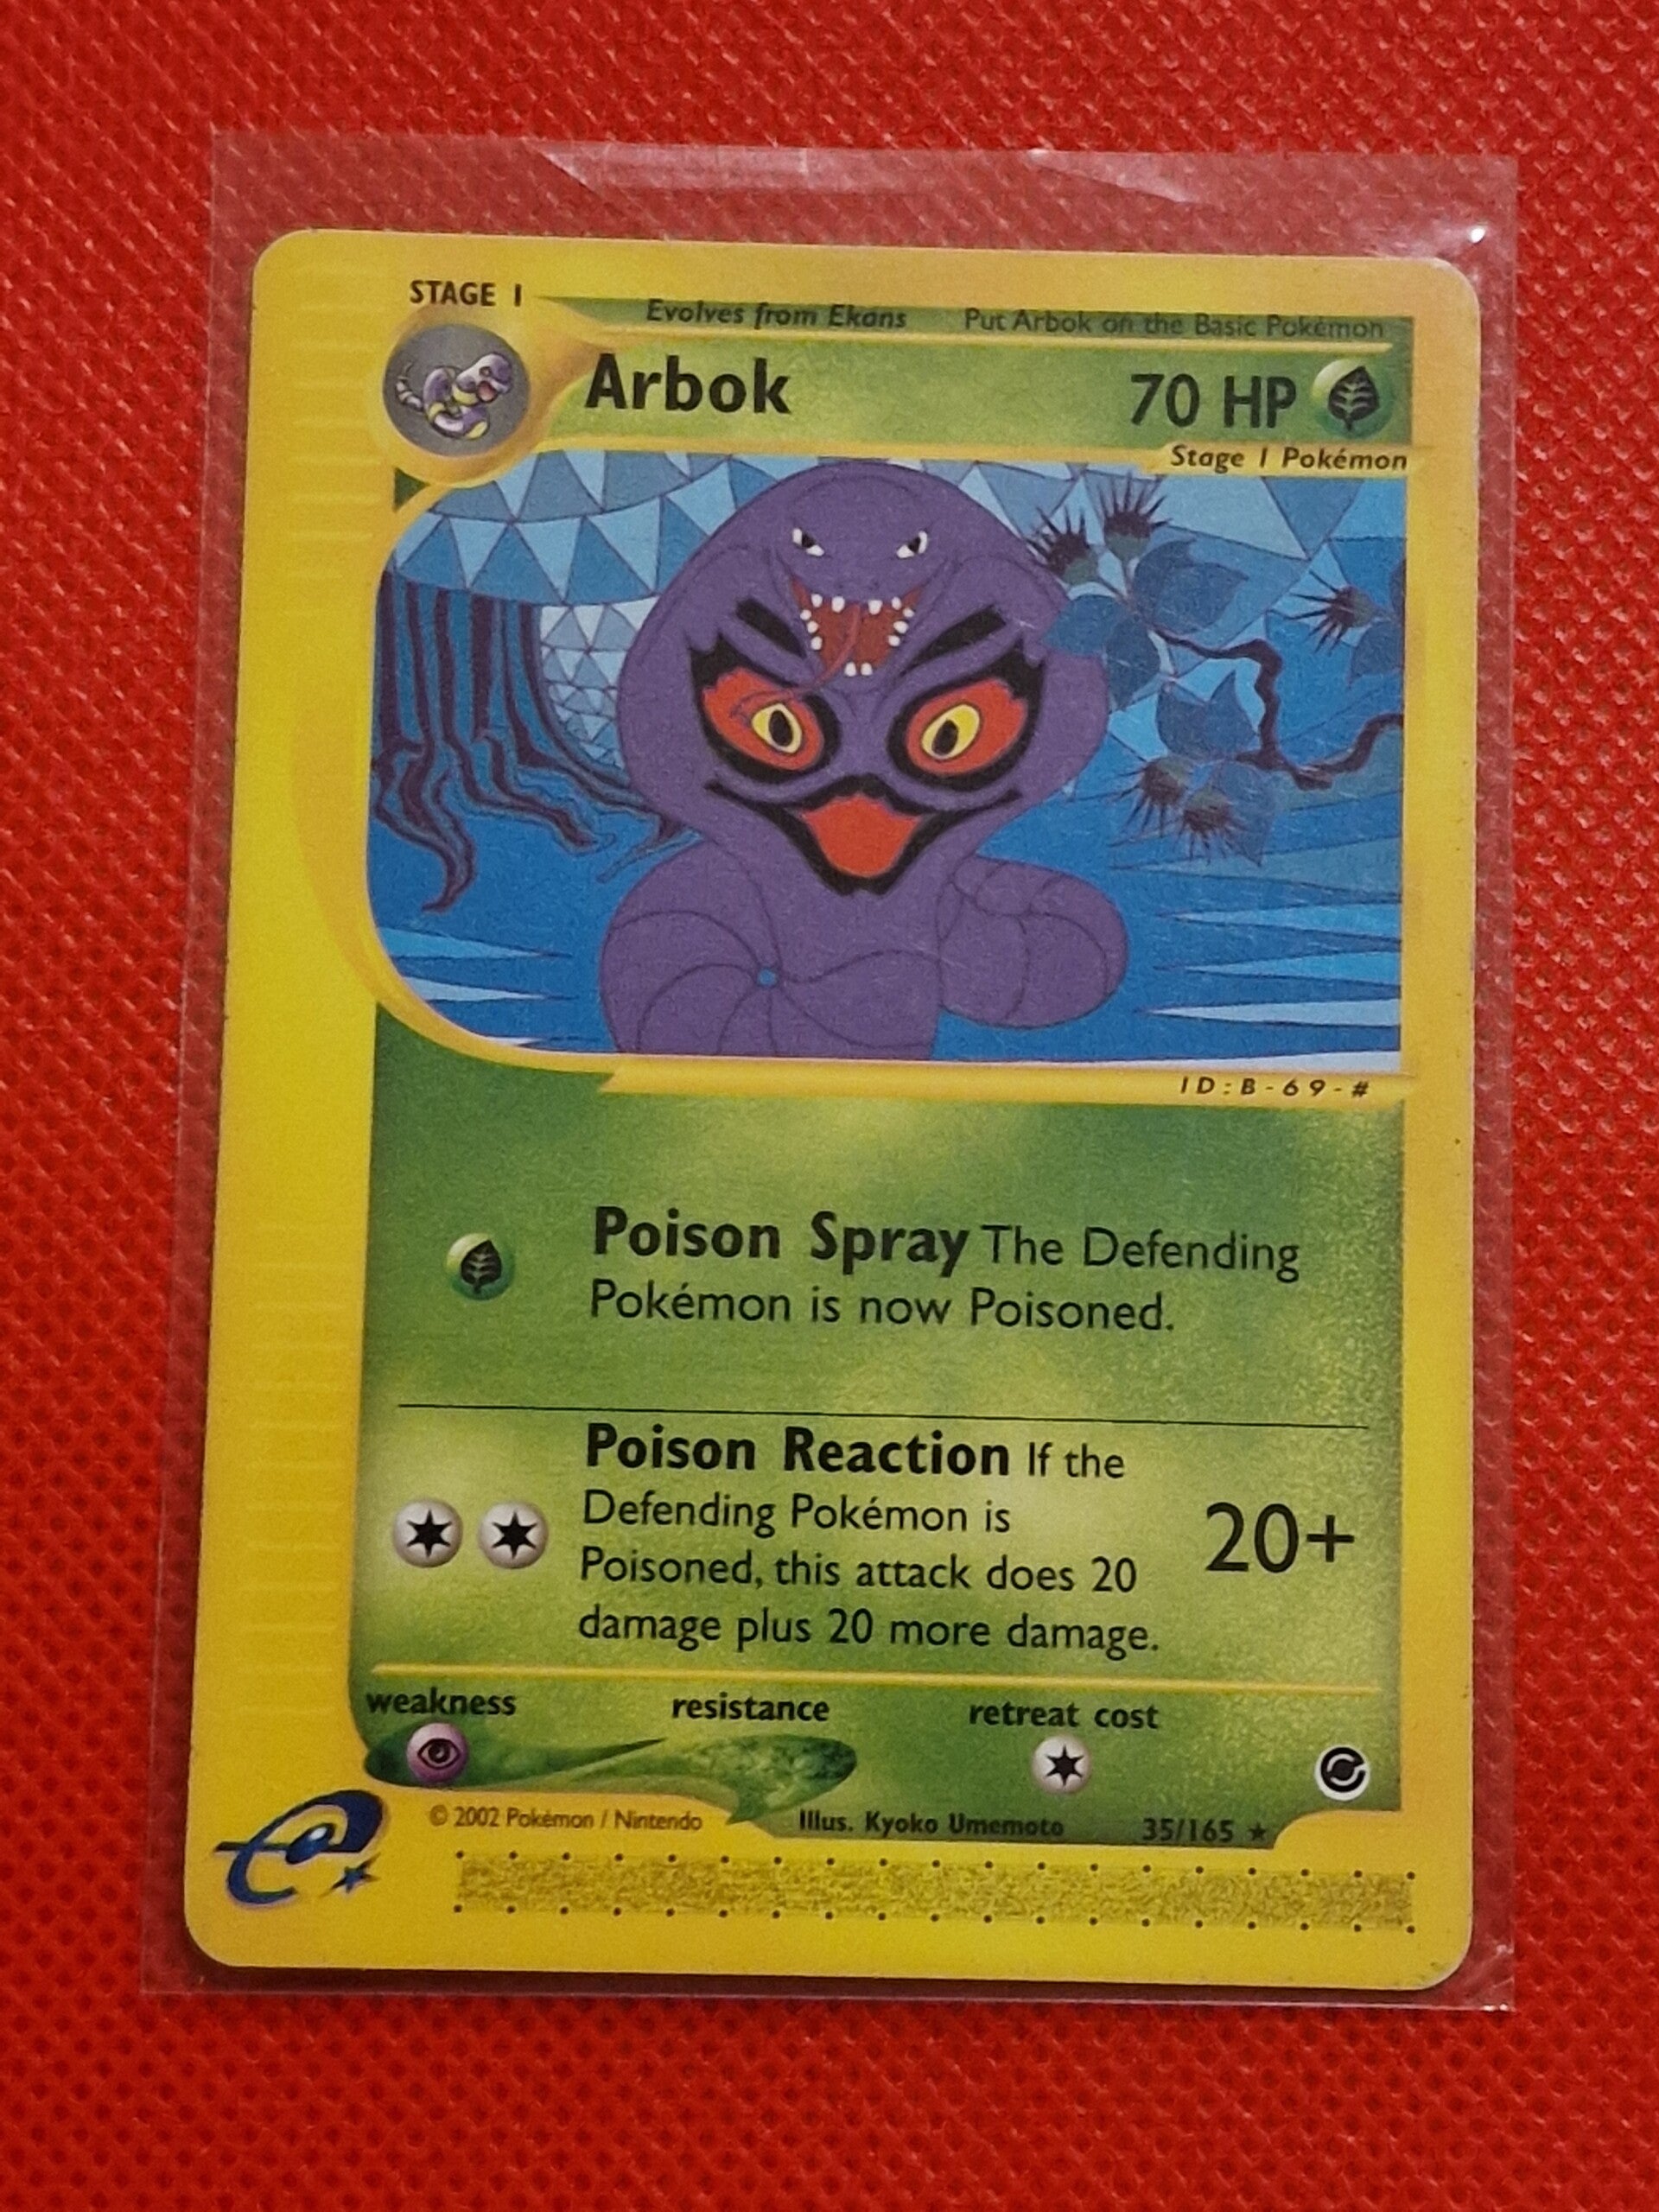 STAGE 1
Evolves from Ekans Put Arbok on the Basic Pokémon
Arbok 70 HP
Stage 1 Pokémon
ID:B-69-#
Poison Spray The Defending
Pokémon is now Poisoned.
Poison Reaction If the
Defending Pokémon is
Poisoned, this attack does 20
damage plus 20 more damage.
20+
weakness resistance retreat cost
© 2002 Pokémon / Nintendo Illus. Kyoko Umemoto 35/165 ★
e